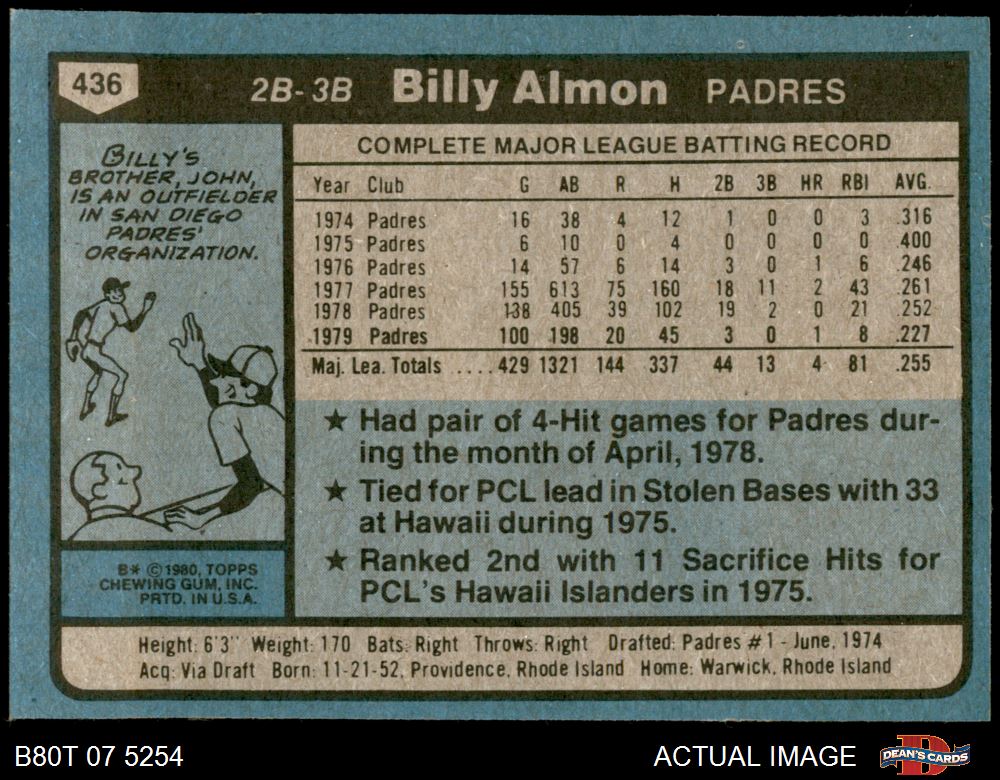 436
2B-3B Billy Almon PADRES
BILLY'S
BROTHER, JOHN,
IS AN OUTFIELDER
IN SAN DIEGO
PADRES'
ORGANIZATION.
COMPLETE MAJOR LEAGUE BATTING RECORD
Year Club G AB R H 2B 3B HR RBI AVG.
1974 Padres 16 38 4 12 1 0 0 3 .316
1975 Padres 6 10 0 4 0 0 0 0 .400
1976 Padres 14 57 6 14 3 0 1 6 .246
1977 Padres 155 613 75 160 18 11 2 43 .261
1978 Padres 138 405 39 102 19 2 0 21 .252
1979 Padres 100 198 20 45 3 0 1 8 .227
Maj. Lea. Totals .... 429 1321 144 337 44 13 4 81 .255
★ Had pair of 4-Hit games for Padres dur-
ing the month of April, 1978.
★ Tied for PCL lead in Stolen Bases with 33
at Hawaii during 1975.
★ Ranked 2nd with 11 Sacrifice Hits for
PCL's Hawaii Islanders in 1975.
B* © 1980, TOPPS
CHEWING GUM, INC.
PRTD. IN U.S.A.
Height: 6'3" Weight: 170 Bats: Right Throws: Right Drafted: Padres #1 - June, 1974
Acq: Via Draft Born: 11-21-52, Providence, Rhode Island Home: Warwick, Rhode Island
B80T 07 5254
ACTUAL IMAGE
DEAN'S CARDS